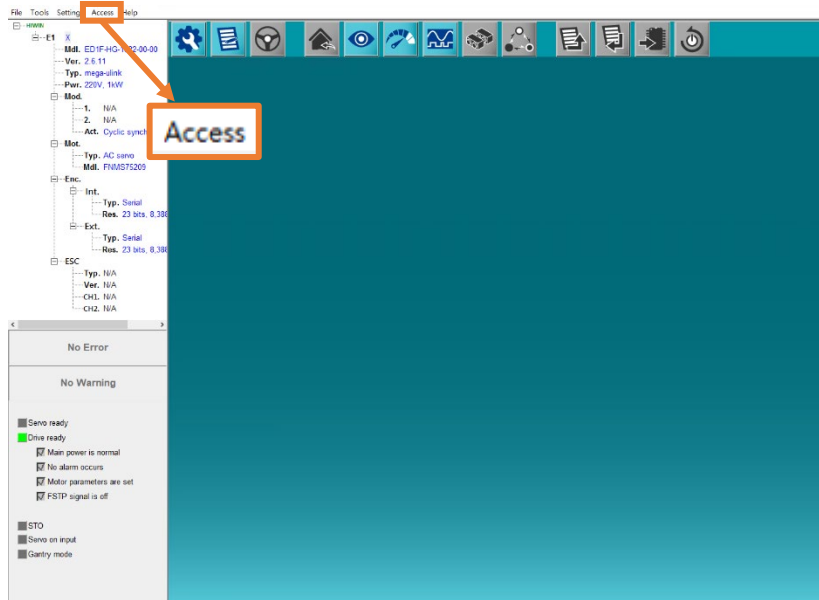 File Tools Setting Access Help
HIWIN
E1 X
Mdl.
Ver. 2.6.11
Typ. mega-ulink
Pwr. 220V, 1kW
Mod.
1. N/A
2. N/A
Act. Cyclic synch
Access
Mot.
Typ. AC servo
Mdl. FNMS75209
Enc.
Int.
Typ. Serial
Res. 23 bits, 8,388
Ext.
Typ. Serial
Res. 23 bits, 8,388
ESC
Typ. N/A
Ver. N/A
CH1. N/A
CH2. N/A
No Error
No Warning
Servo ready
Drive ready
Main power is normal
No alarm occurs
Motor parameters are set
FSTP signal is off
STO
Servo on input
Gantry mode